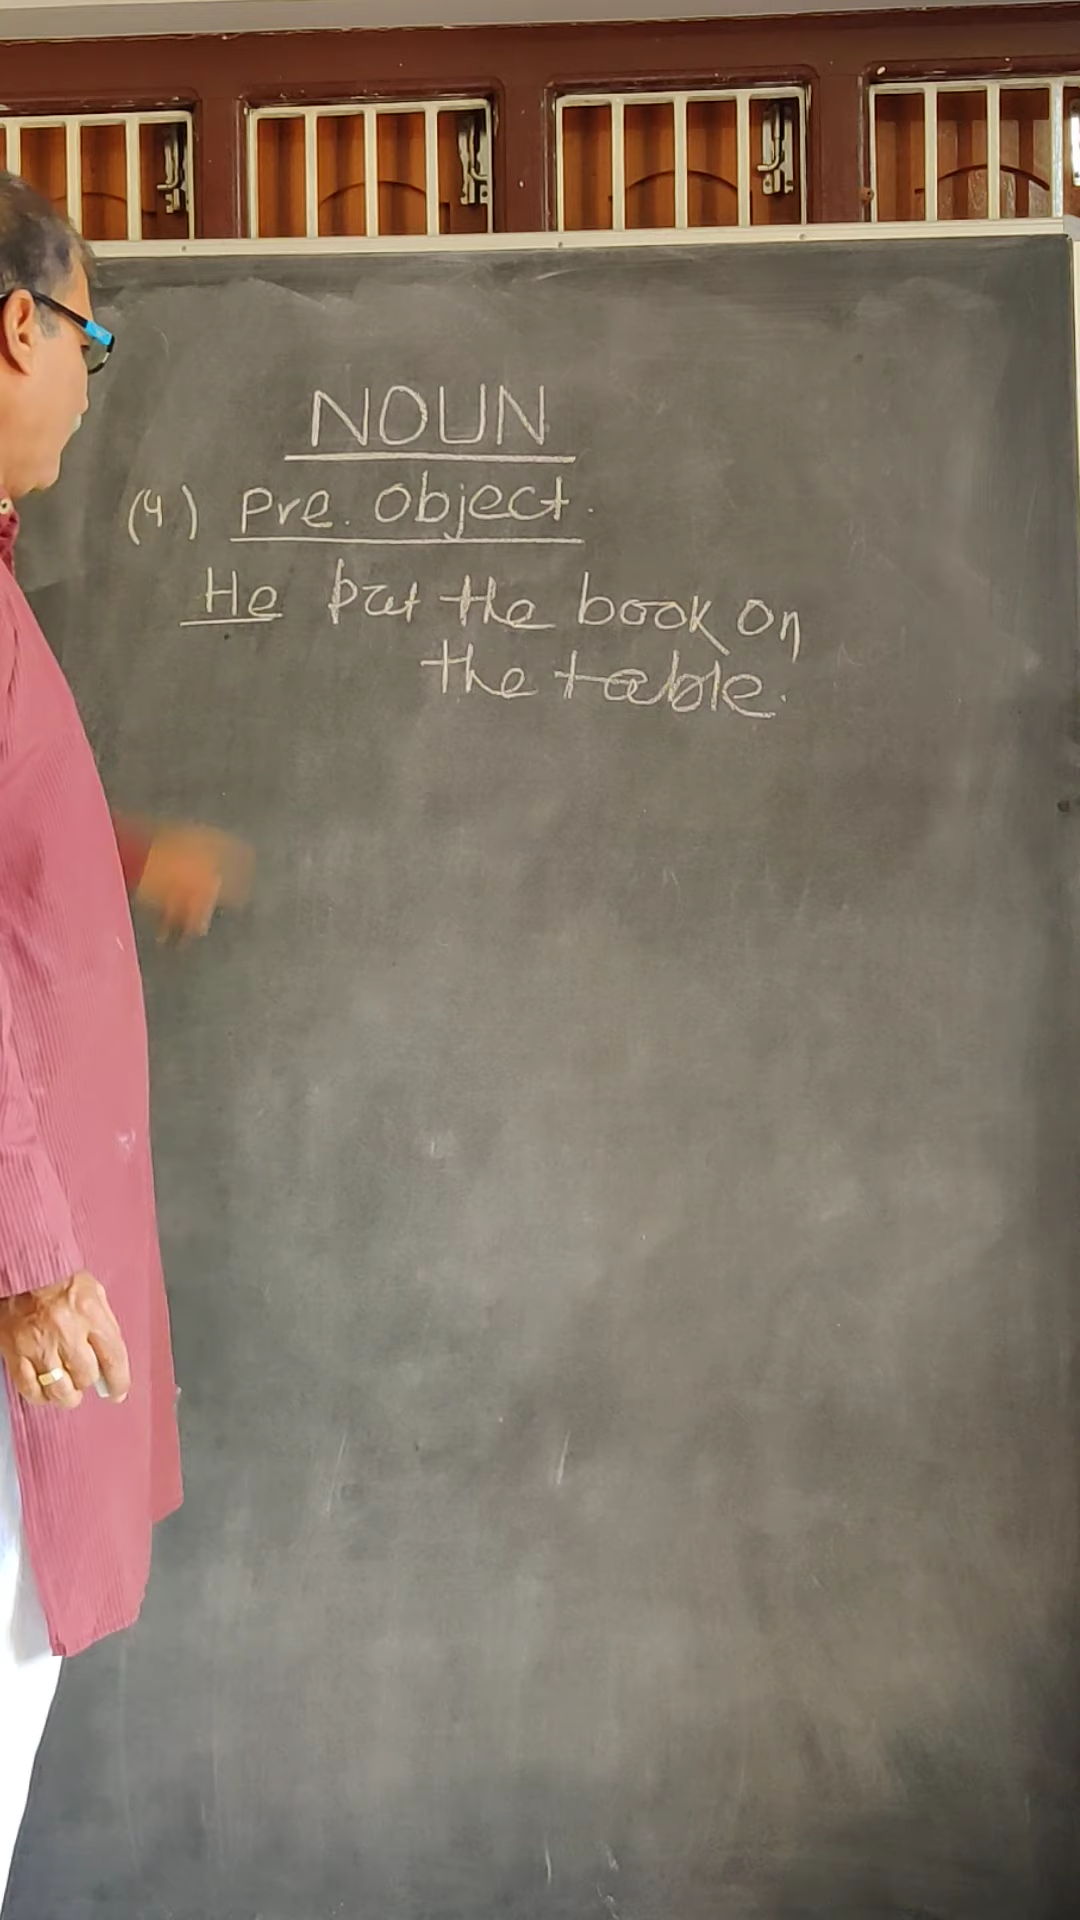 NOUN
(4) Pre. Object.
He put the book on
the table.